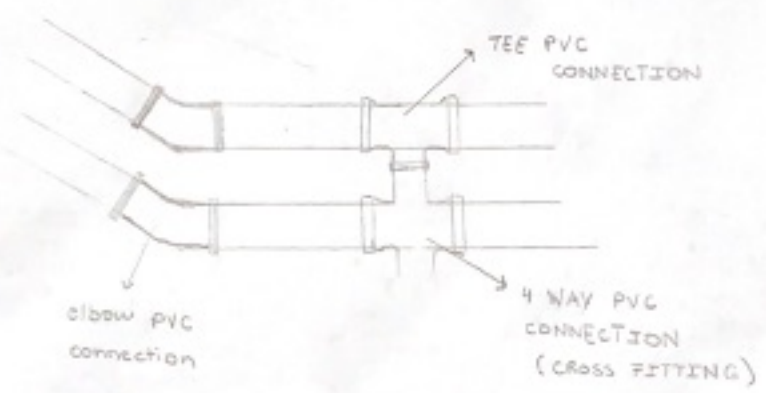 TEE PVC
CONNECTION
elbow PVC
connection
4 WAY PVC
CONNECTION
(CROSS FITTING)